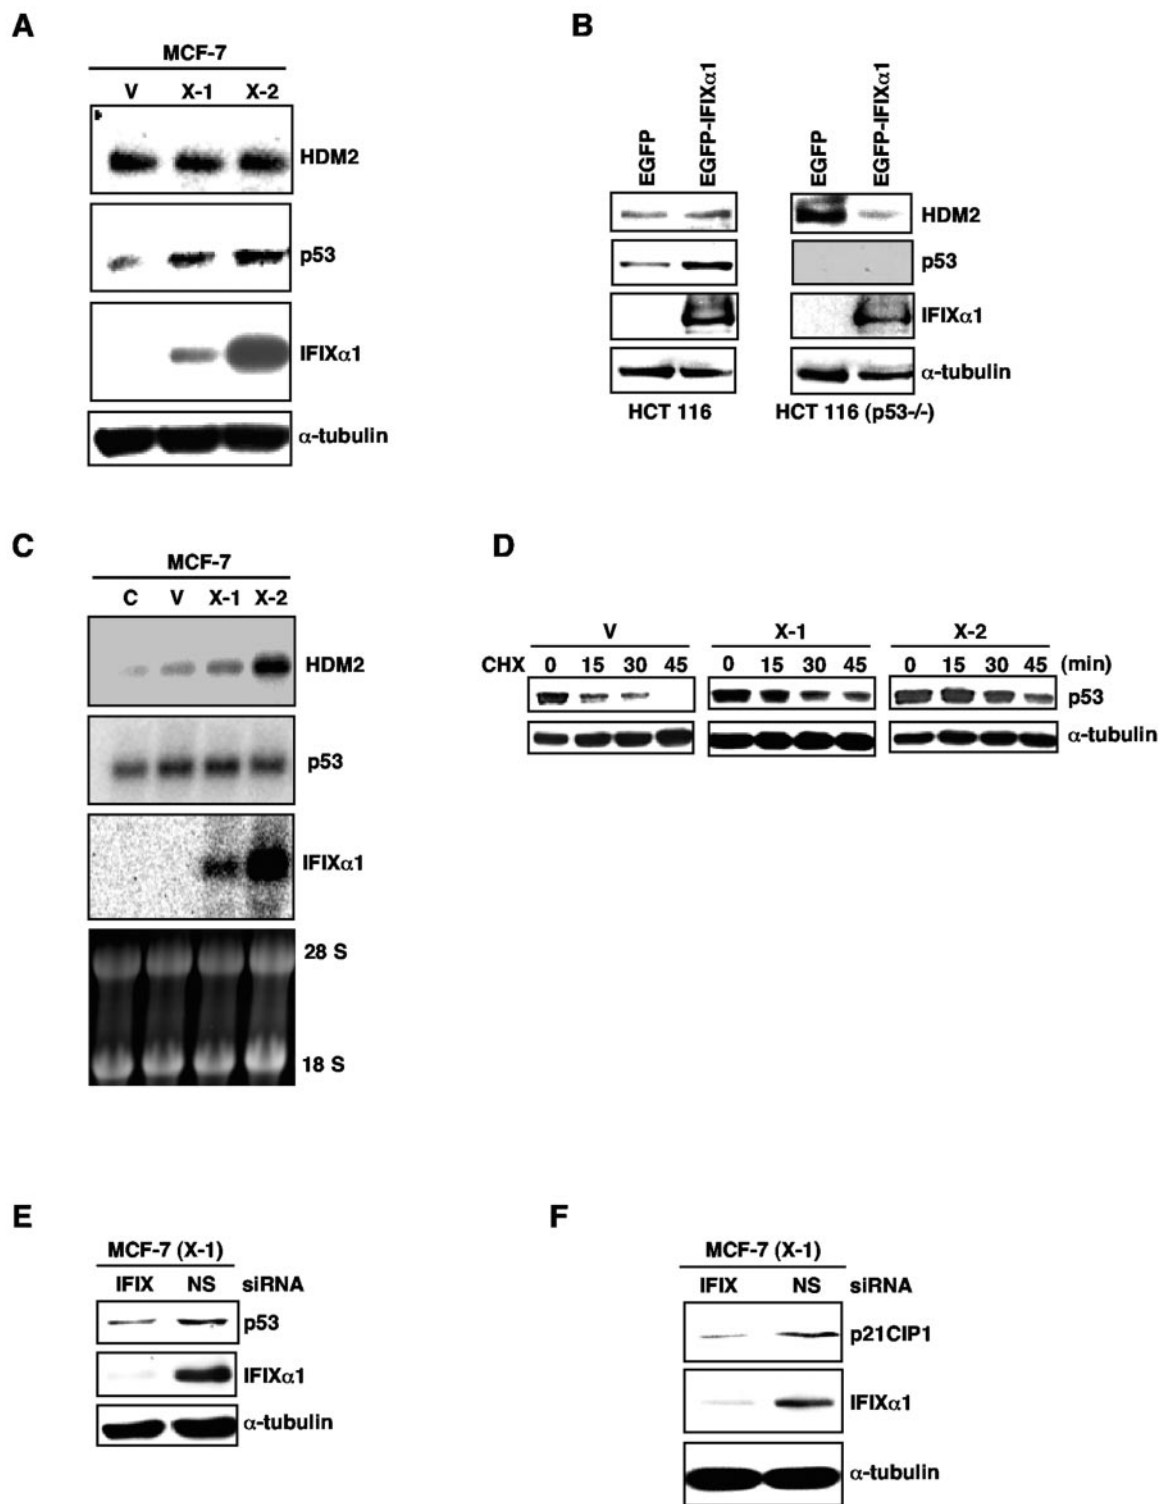 A
MCF-7
V X-1 X-2
HDM2
p53
IFIXα1
α-tubulin
B
EGFP EGFP-IFIXα1 EGFP EGFP-IFIXα1
HDM2
p53
IFIXα1
α-tubulin
HCT 116 HCT 116 (p53-/-)
C
MCF-7
C V X-1 X-2
HDM2
p53
IFIXα1
28 S
18 S
D
V X-1 X-2
CHX 0 15 30 45 0 15 30 45 0 15 30 45 (min)
p53
α-tubulin
E
MCF-7 (X-1)
IFIX NS siRNA
p53
IFIXα1
α-tubulin
F
MCF-7 (X-1)
IFIX NS siRNA
p21CIP1
IFIXα1
α-tubulin